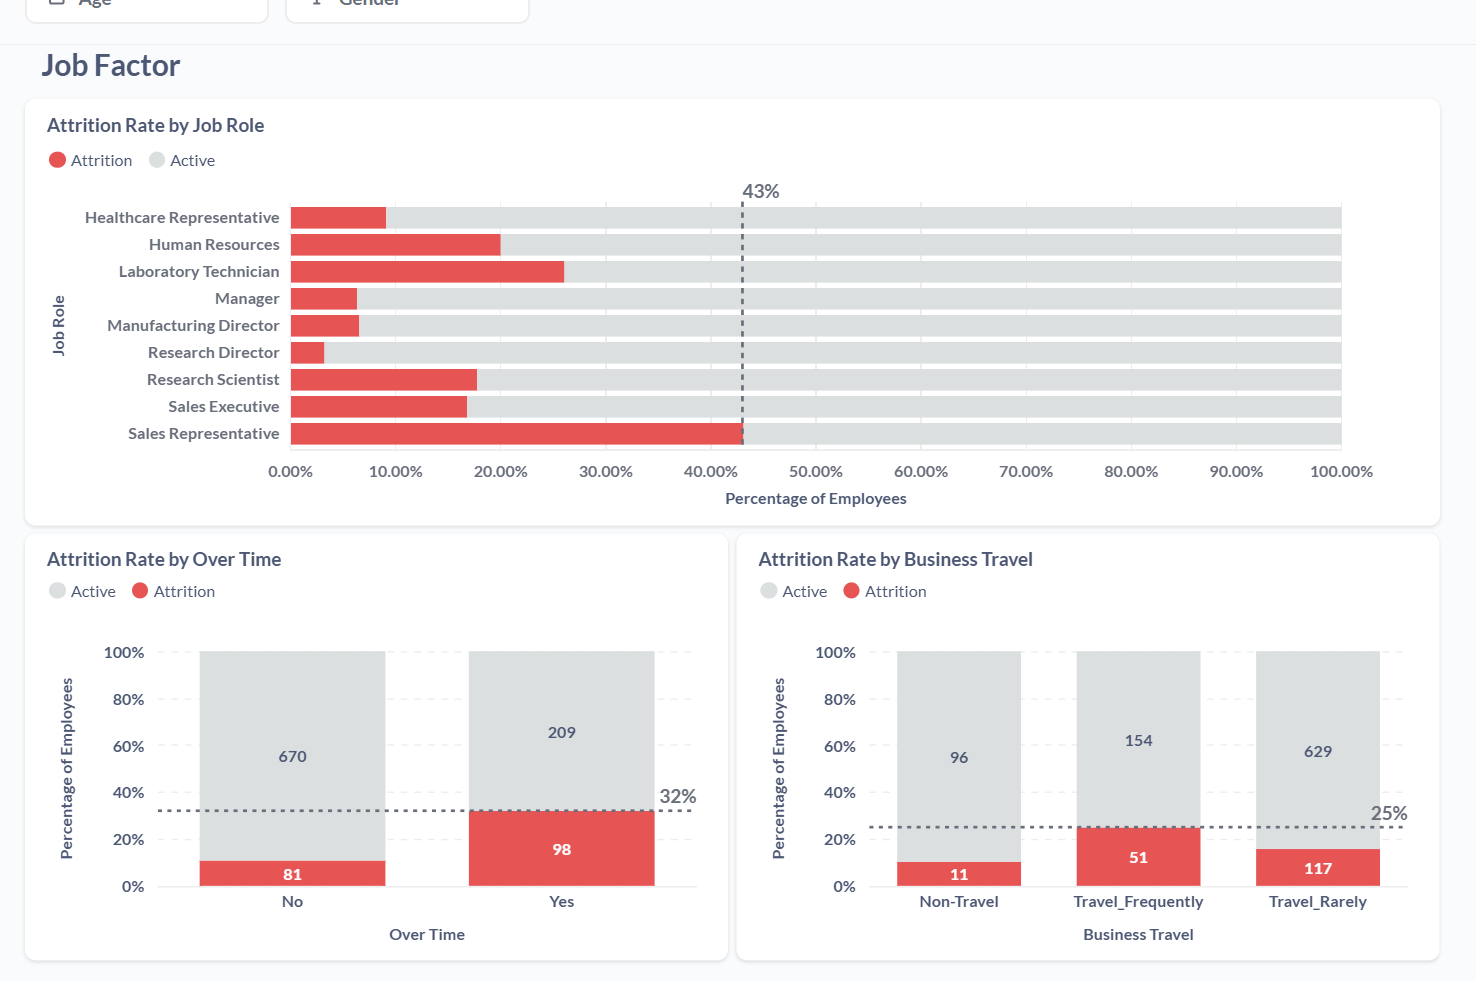 Age
Gender
Job Factor
Attrition Rate by Job Role
Attrition
Active
43%
Healthcare Representative
Human Resources
Laboratory Technician
Manager
Manufacturing Director
Research Director
Research Scientist
Sales Executive
Sales Representative
Job Role
0.00%
10.00%
20.00%
30.00%
40.00%
50.00%
60.00%
70.00%
80.00%
90.00%
100.00%
Percentage of Employees
Attrition Rate by Over Time
Active
Attrition
Percentage of Employees
100%
80%
60%
40%
20%
0%
670
209
32%
81
98
No
Yes
Over Time
Attrition Rate by Business Travel
Active
Attrition
Percentage of Employees
100%
80%
60%
40%
20%
0%
96
154
629
25%
11
51
117
Non-Travel
Travel_Frequently
Travel_Rarely
Business Travel